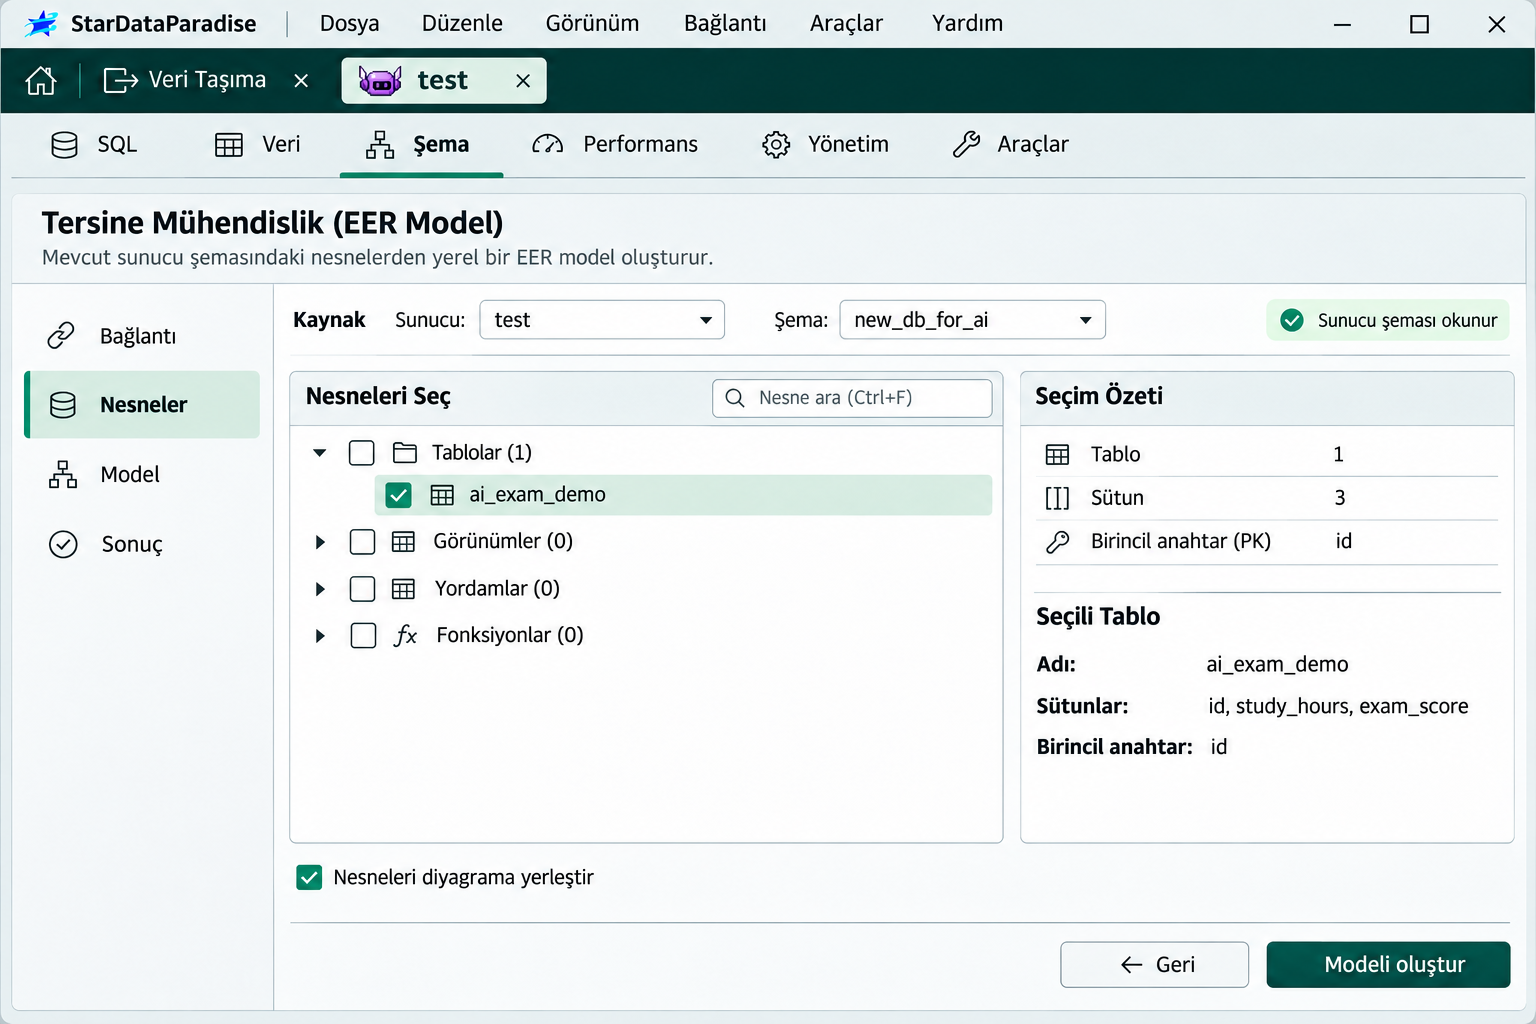 StarDataParadise Dosya Düzenle Görünüm Bağlantı Araçlar Yardım
Veri Taşıma test
SQL Veri Şema Performans Yönetim Araçlar
Tersine Mühendislik (EER Model)
Mevcut sunucu şemasındaki nesnelerden yerel bir EER model oluşturur.
Bağlantı
Nesneler
Model
Sonuç
Kaynak Sunucu: test Şema: new_db_for_ai Sunucu şeması okunur
Nesneleri Seç Nesne ara (Ctrl+F)
Tablolar (1)
ai_exam_demo
Görünümler (0)
Yordamlar (0)
fx Fonksiyonlar (0)
Seçim Özeti
Tablo 1
Sütun 3
Birincil anahtar (PK) id
Seçili Tablo
Adı: ai_exam_demo
Sütunlar: id, study_hours, exam_score
Birincil anahtar: id
Nesneleri diyagrama yerleştir
Geri Modeli oluştur